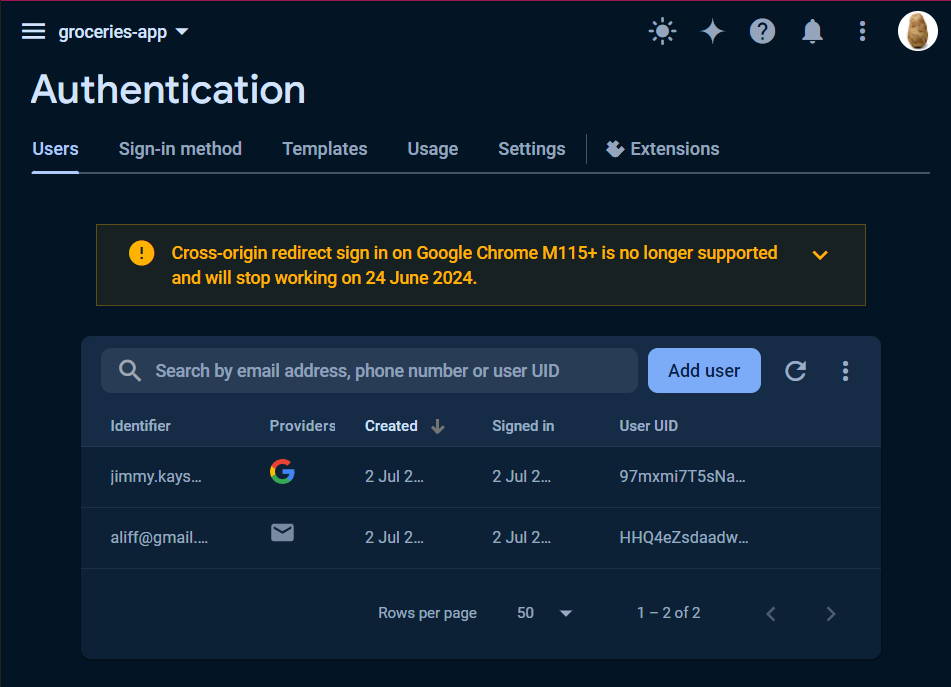 groceries-app
Authentication
Users Sign-in method Templates Usage Settings Extensions
Cross-origin redirect sign in on Google Chrome M115+ is no longer supported
and will stop working on 24 June 2024.
Search by email address, phone number or user UID Add user
Identifier Providers Created Signed in User UID
jimmy.kays... 2 Jul 2... 2 Jul 2... 97mxmi7T5sNa...
aliff@gmail.... 2 Jul 2... 2 Jul 2... HHQ4eZsdaadw...
Rows per page 50 1 – 2 of 2